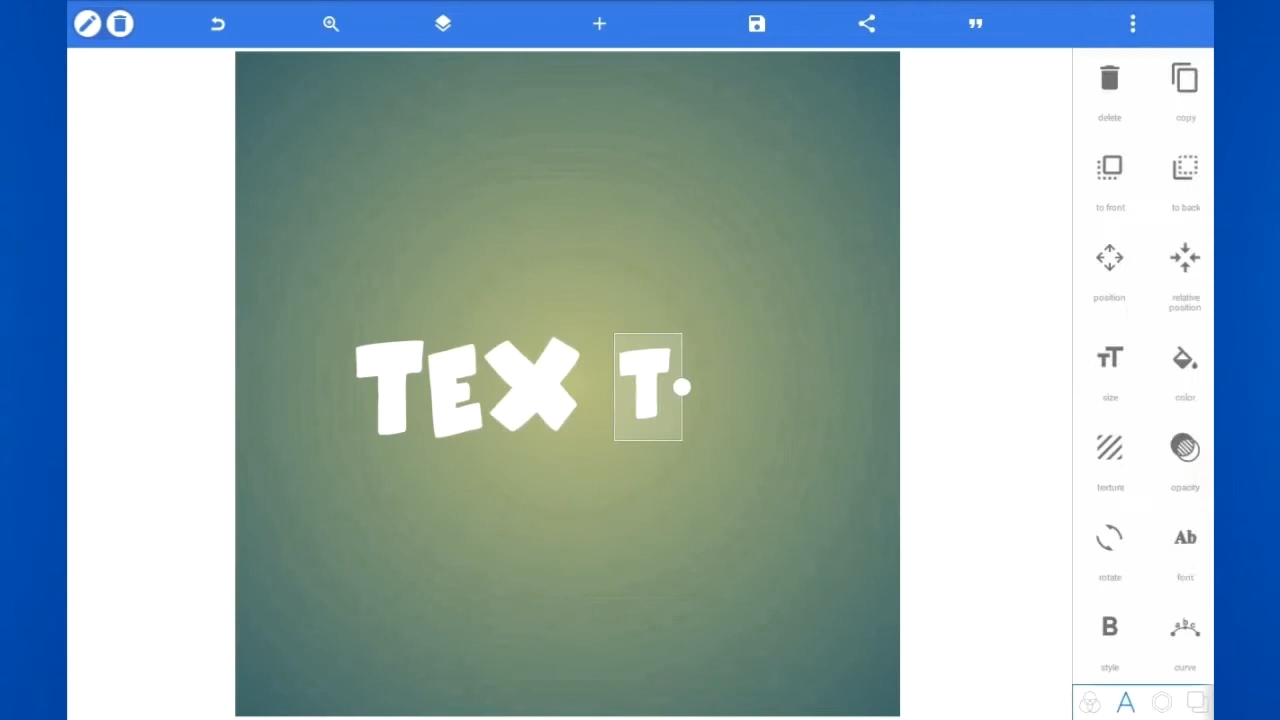 TEX T
delete copy
to front to back
position relative
position
size color
texture opacity
rotate Ab
font
B
style abc
curve
A